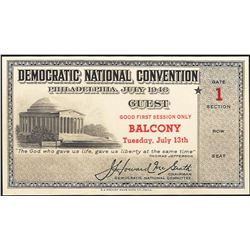 DEMOCRATIC NATIONAL CONVENTION
PHILADELPHIA, JULY 1948
GUEST
GOOD FIRST SESSION ONLY
BALCONY
Tuesday, July 13th
"The God who gave us life, gave us liberty at the same time"
THOMAS JEFFERSON
J. Howard McGrath
CHAIRMAN
DEMOCRATIC NATIONAL COMMITTEE
GATE
1
SECTION
ROW
SEAT